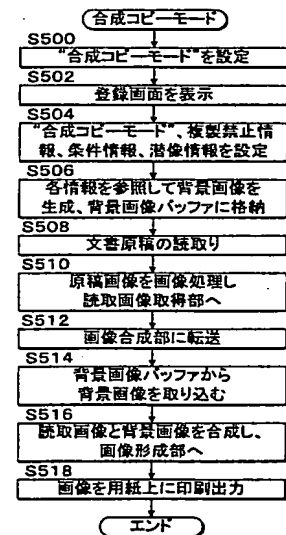 合成コピーモード
S500
“合成コピーモード”を設定
S502
登録画面を表示
S504
“合成コピーモード”、複製禁止情
報、条件情報、潜像情報を設定
S506
各情報を参照して背景画像を
生成、背景画像バッファに格納
S508
文書原稿の読取り
S510
原稿画像を画像処理し
読取画像取得部へ
S512
画像合成部に転送
S514
背景画像バッファから
背景画像を取り込む
S516
読取画像と背景画像を合成し、
画像形成部へ
S518
画像を用紙上に印刷出力
エンド